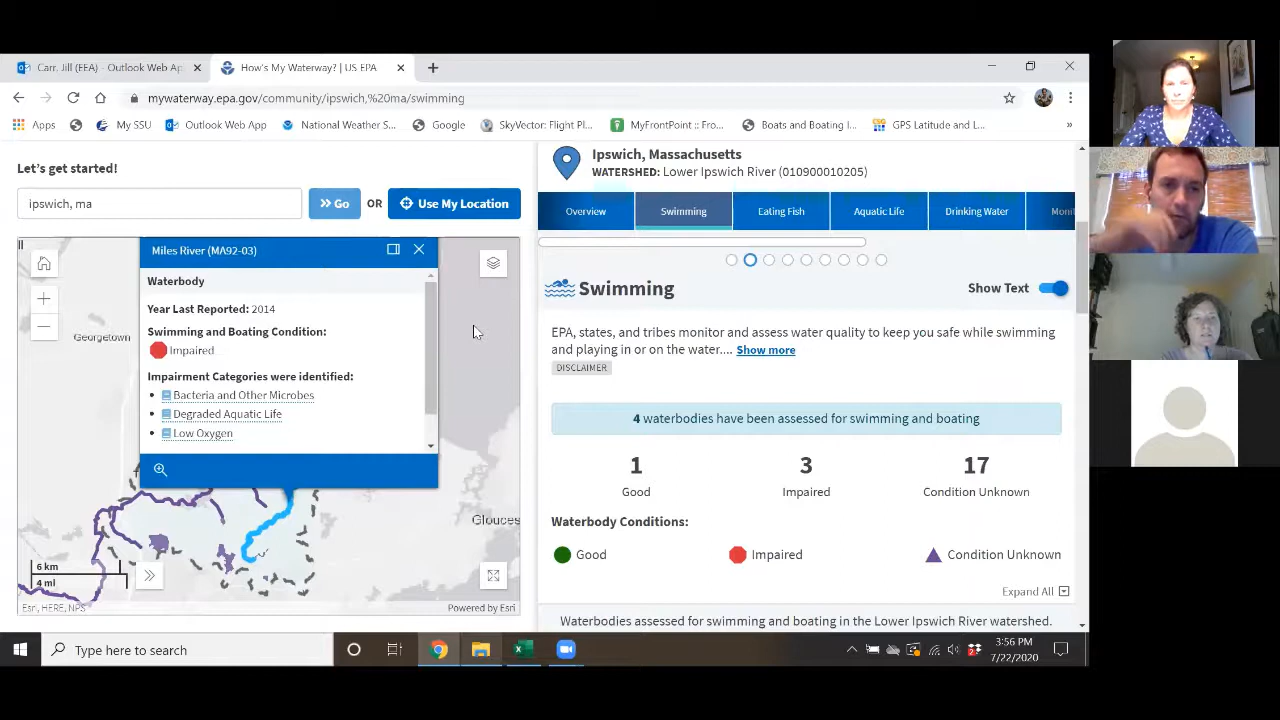 Carr, Jill (EEA) - Outlook Web Ap
How's My Waterway? | US EPA
mywaterway.epa.gov/community/ipswich,%20ma/swimming
Apps
My SSU
Outlook Web App
National Weather S...
Google
SkyVector: Flight Pl...
MyFrontPoint :: Fro...
Boats and Boating I...
GPS Latitude and L...
»
Let's get started!
ipswich, ma
» Go
OR
Use My Location
Miles River (MA92-03)
Waterbody
Year Last Reported: 2014
Swimming and Boating Condition:
Impaired
Impairment Categories were identified:
• Bacteria and Other Microbes
• Degraded Aquatic Life
• Low Oxygen
Georgetown
Glouces
6 km
4 mi
Esri, HERE, NPS
Powered by Esri
Ipswich, Massachusetts
WATERSHED: Lower Ipswich River (010900010205)
Overview
Swimming
Eating Fish
Aquatic Life
Drinking Water
Monit
Swimming
Show Text
EPA, states, and tribes monitor and assess water quality to keep you safe while swimming
and playing in or on the water.... Show more
DISCLAIMER
4 waterbodies have been assessed for swimming and boating
1
Good
3
Impaired
17
Condition Unknown
Waterbody Conditions:
Good
Impaired
Condition Unknown
Expand All
Waterbodies assessed for swimming and boating in the Lower Ipswich River watershed.
Type here to search
3:56 PM
7/22/2020